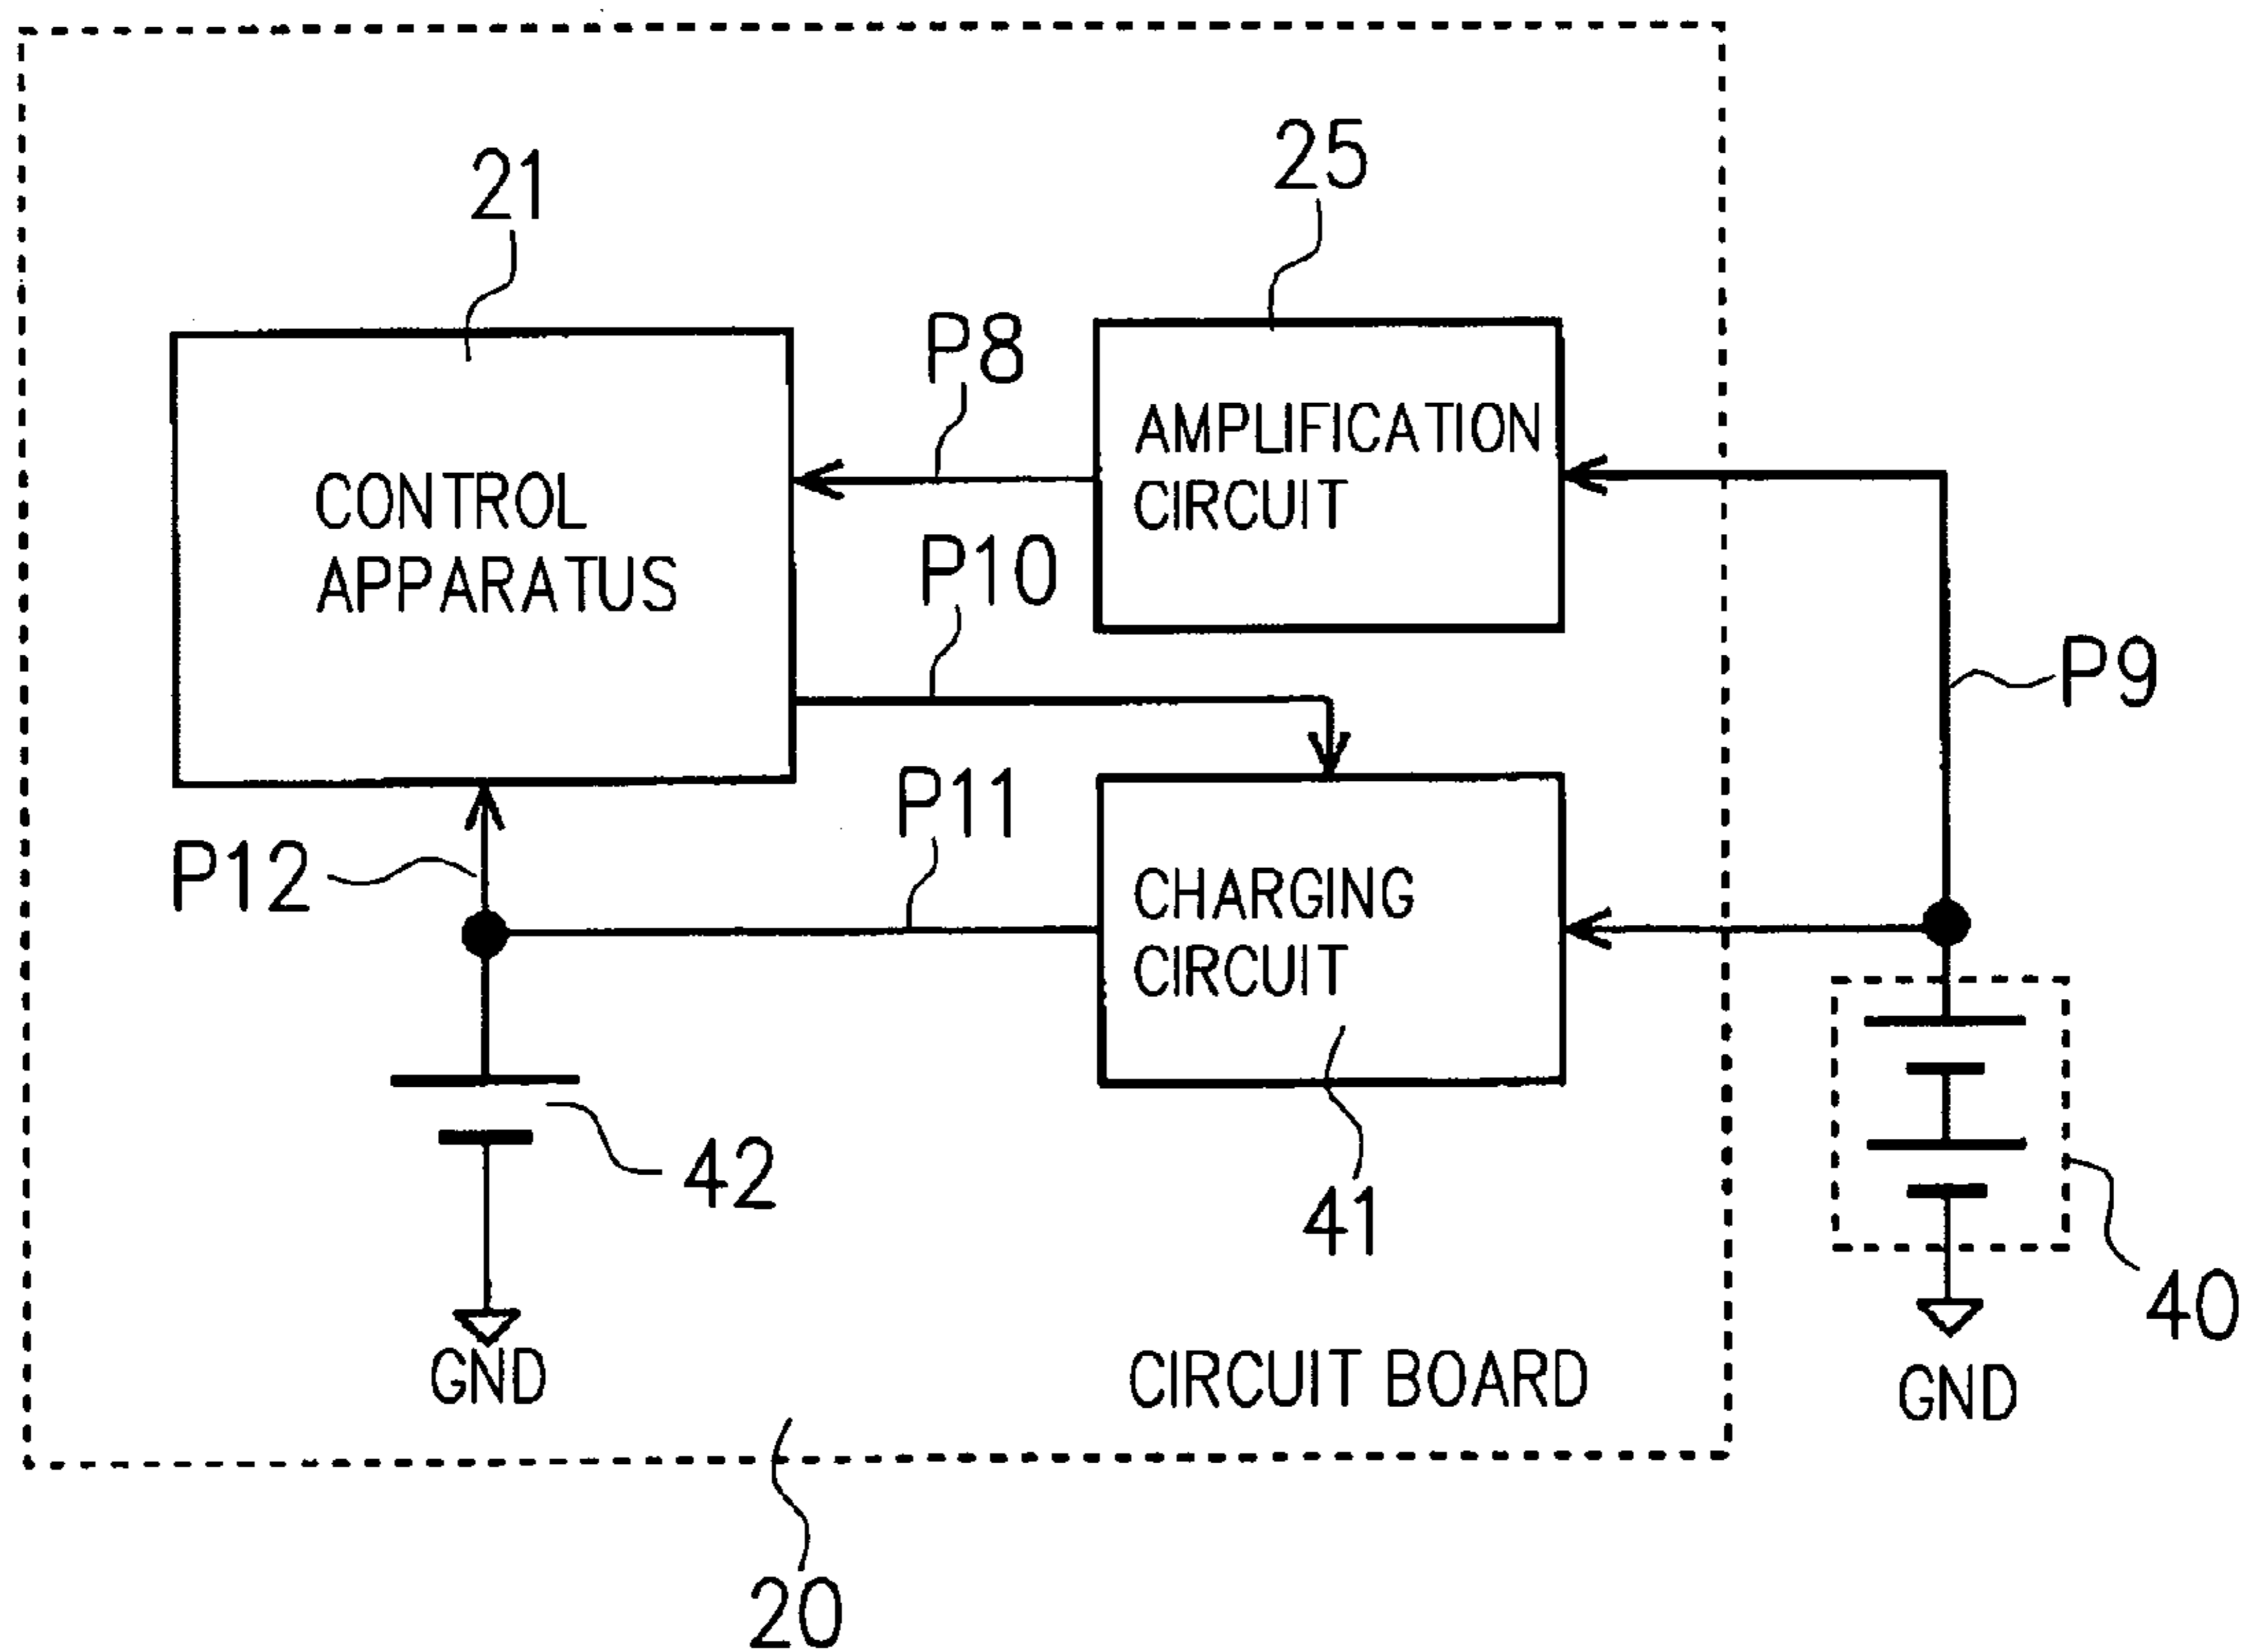 21
25
P8
AMPLIFICATION
CIRCUIT
CONTROL
APPARATUS
P10
P9
P11
P12
CHARGING
CIRCUIT
42
41
40
GND
CIRCUIT BOARD
GND
20